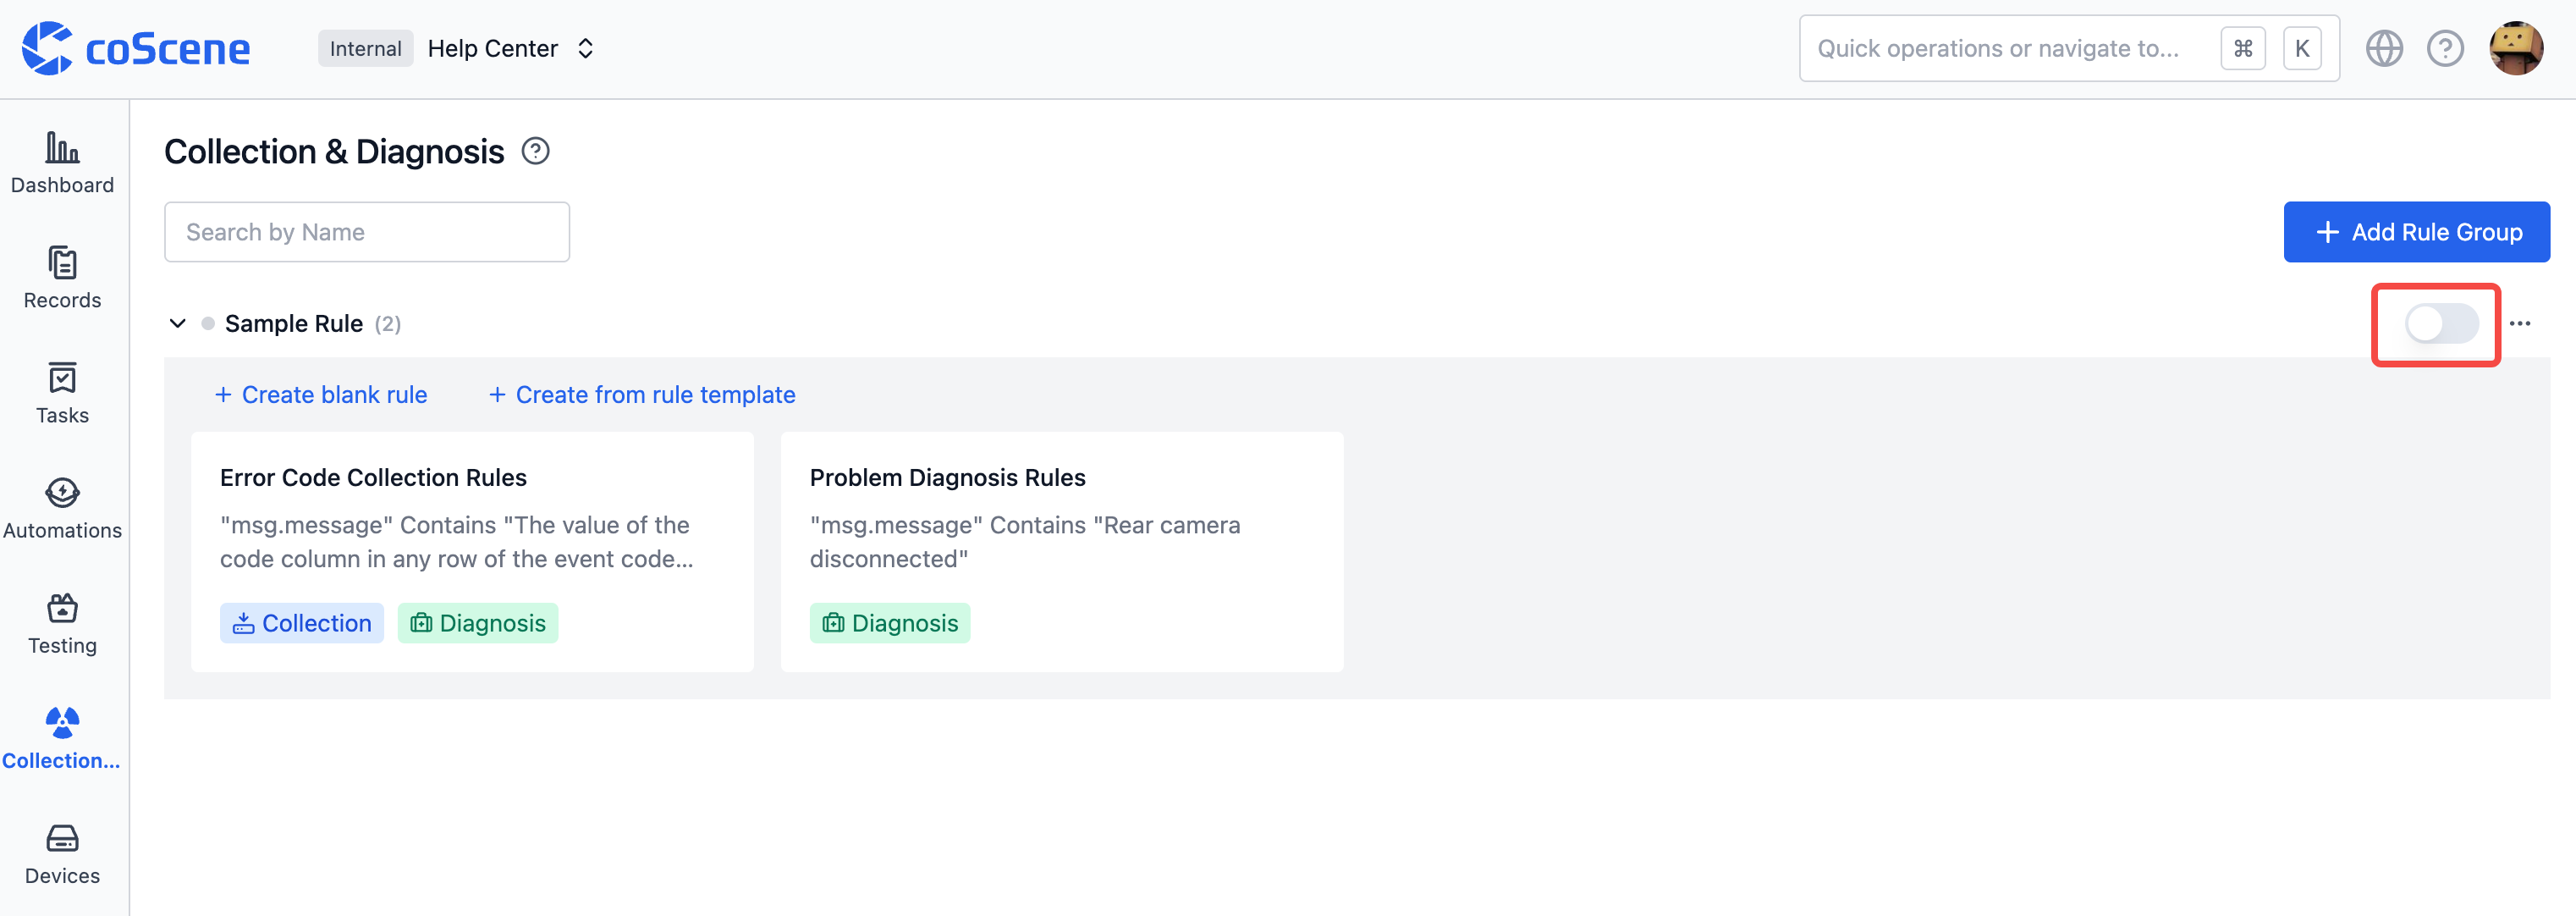 coScene
Internal Help Center
Quick operations or navigate to... ⌘ K
Dashboard
Records
Tasks
Automations
Testing
Collection...
Devices
Collection & Diagnosis
Search by Name
Add Rule Group
Sample Rule (2)
+ Create blank rule + Create from rule template
Error Code Collection Rules
"msg.message" Contains "The value of the
code column in any row of the event code...
Collection Diagnosis
Problem Diagnosis Rules
"msg.message" Contains "Rear camera
disconnected"
Diagnosis